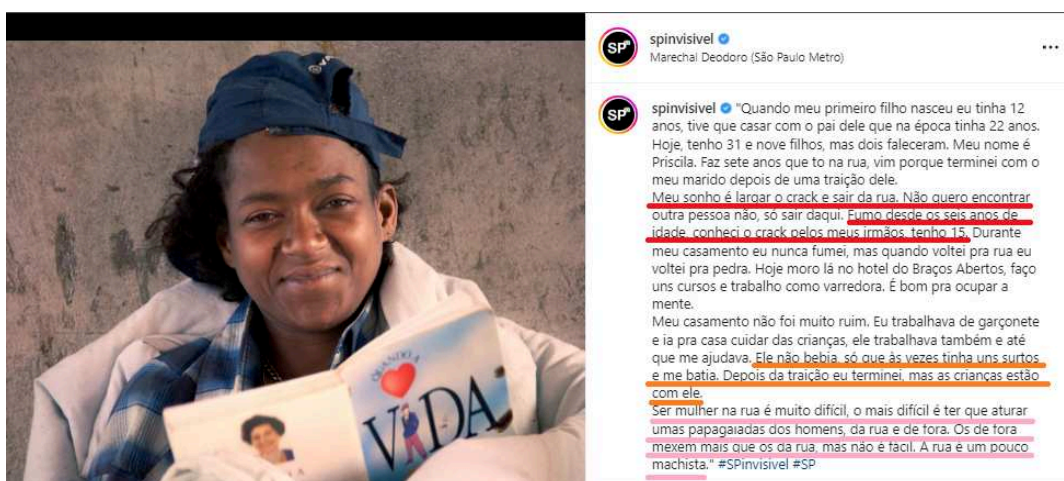 QUANDO A
VIDA
SPⁱⁿ
spinvisivel
Marechal Deodoro (São Paulo Metro)
SPⁱⁿ
spinvisivel "Quando meu primeiro filho nasceu eu tinha 12
anos, tive que casar com o pai dele que na época tinha 22 anos.
Hoje, tenho 31 e nove filhos, mas dois faleceram. Meu nome é
Priscila. Faz sete anos que to na rua, vim porque terminei com o
meu marido depois de uma traição dele.
Meu sonho é largar o crack e sair da rua. Não quero encontrar
outra pessoa não, só sair daqui. Fumo desde os seis anos de
idade, conheci o crack pelos meus irmãos, tenho 15. Durante
meu casamento eu nunca fumei, mas quando voltei pra rua eu
voltei pra pedra. Hoje moro lá no hotel do Braços Abertos, faço
uns cursos e trabalho como varredora. É bom pra ocupar a
mente.
Meu casamento não foi muito ruim. Eu trabalhava de garçonete
e ia pra casa cuidar das crianças, ele trabalhava também e até
que me ajudava. Ele não bebia, só que às vezes tinha uns surtos
e me batia. Depois da traição eu terminei, mas as crianças estão
com ele.
Ser mulher na rua é muito difícil, o mais difícil é ter que aturar
umas papagaiadas dos homens, da rua e de fora. Os de fora
mexem mais que os da rua, mas não é fácil. A rua é um pouco
machista." #SPinvisivel #SP